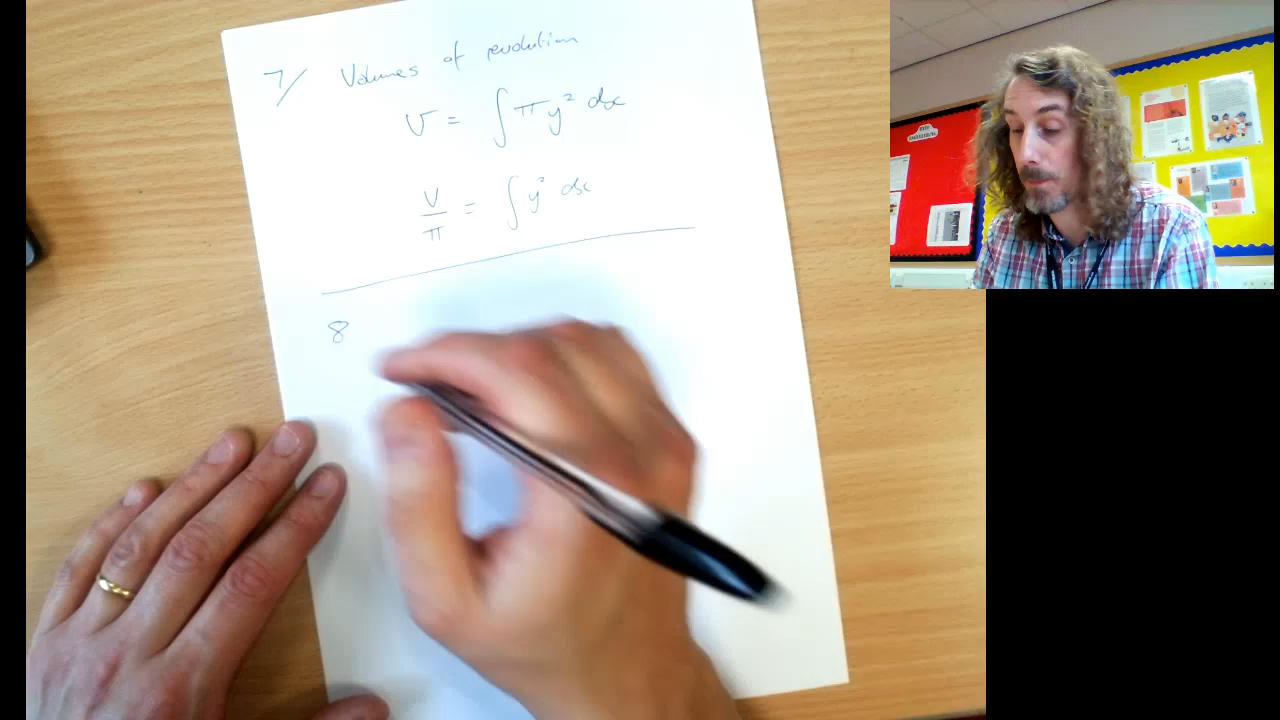 7/ Volumes of revolution
V = ∫ π y² dx
V/π = ∫ y² dx
8